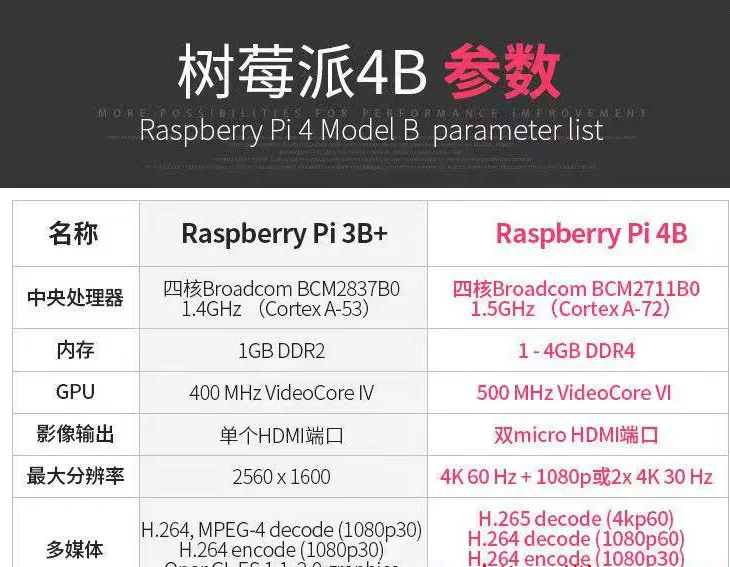 树莓派4B 参数
MORE POSSIBILITIES FOR PERFORMANCE IMPROVEMENT
Raspberry Pi 4 Model B parameter list
名称 Raspberry Pi 3B+ Raspberry Pi 4B
中央处理器 四核Broadcom BCM2837B0 四核Broadcom BCM2711B0
1.4GHz （Cortex A-53） 1.5GHz （Cortex A-72）
内存 1GB DDR2 1 - 4GB DDR4
GPU 400 MHz VideoCore IV 500 MHz VideoCore VI
影像输出 单个HDMI端口 双micro HDMI端口
最大分辨率 2560 x 1600 4K 60 Hz + 1080p或2x 4K 30 Hz
多媒体 H.264, MPEG-4 decode (1080p30) H.265 decode (4kp60)
H.264 encode (1080p30) H.264 decode (1080p60)
OpenGL ES 1.1, 2.0 graphics H.264 encode (1080p30)